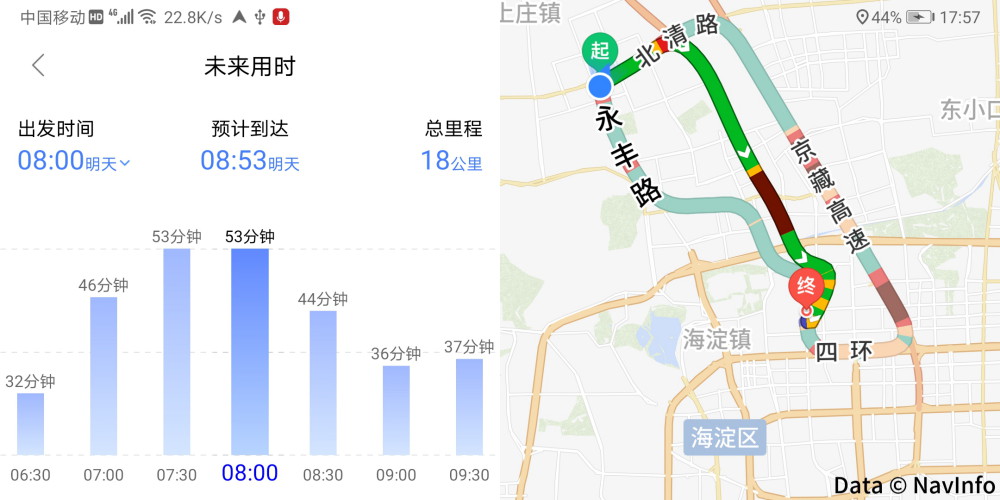 中国移动 HD 4G 22.8K/s
未来用时
出发时间 预计到达 总里程
08:00明天 08:53明天 18公里
53分钟 53分钟
46分钟
44分钟
36分钟 37分钟
32分钟
06:30 07:00 07:30 08:00 08:30 09:00 09:30
上庄镇
44% 17:57
起
北清路
东小口
永丰路
京藏高速
终
海淀镇
四环
海淀区
Data © NavInfo